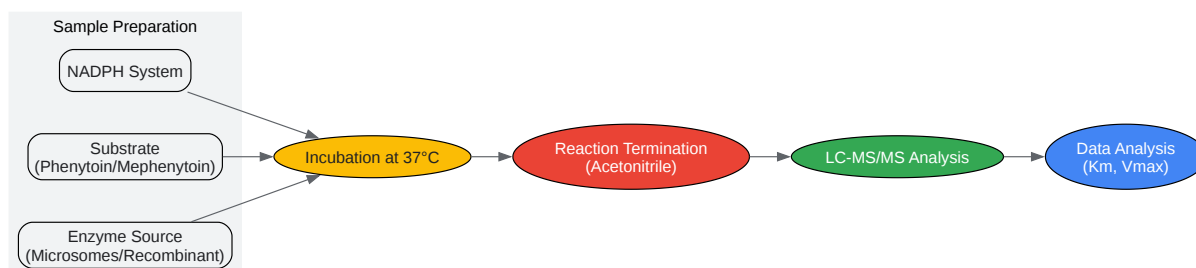 Sample Preparation
NADPH System
Substrate
(Phenytoin/Mephenytoin)
Enzyme Source
(Microsomes/Recombinant)
Incubation at 37°C
Reaction Termination
(Acetonitrile)
LC-MS/MS Analysis
Data Analysis
(Km, Vmax)